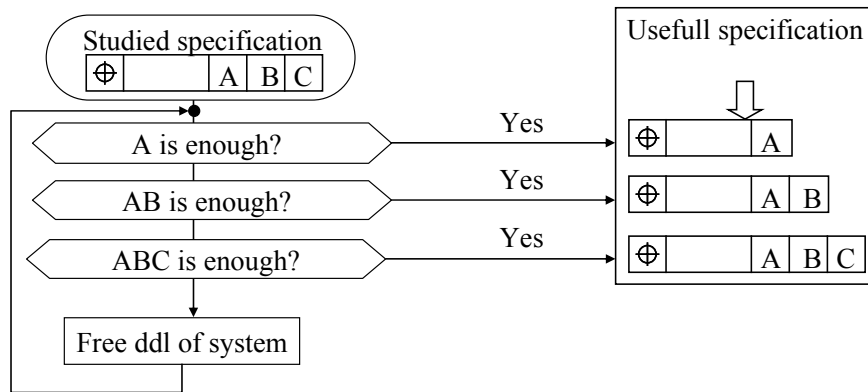 Studied specification
⌖ A B C
Usefull specification
A is enough?
Yes
⌖ A
AB is enough?
Yes
⌖ A B
ABC is enough?
Yes
⌖ A B C
Free ddl of system